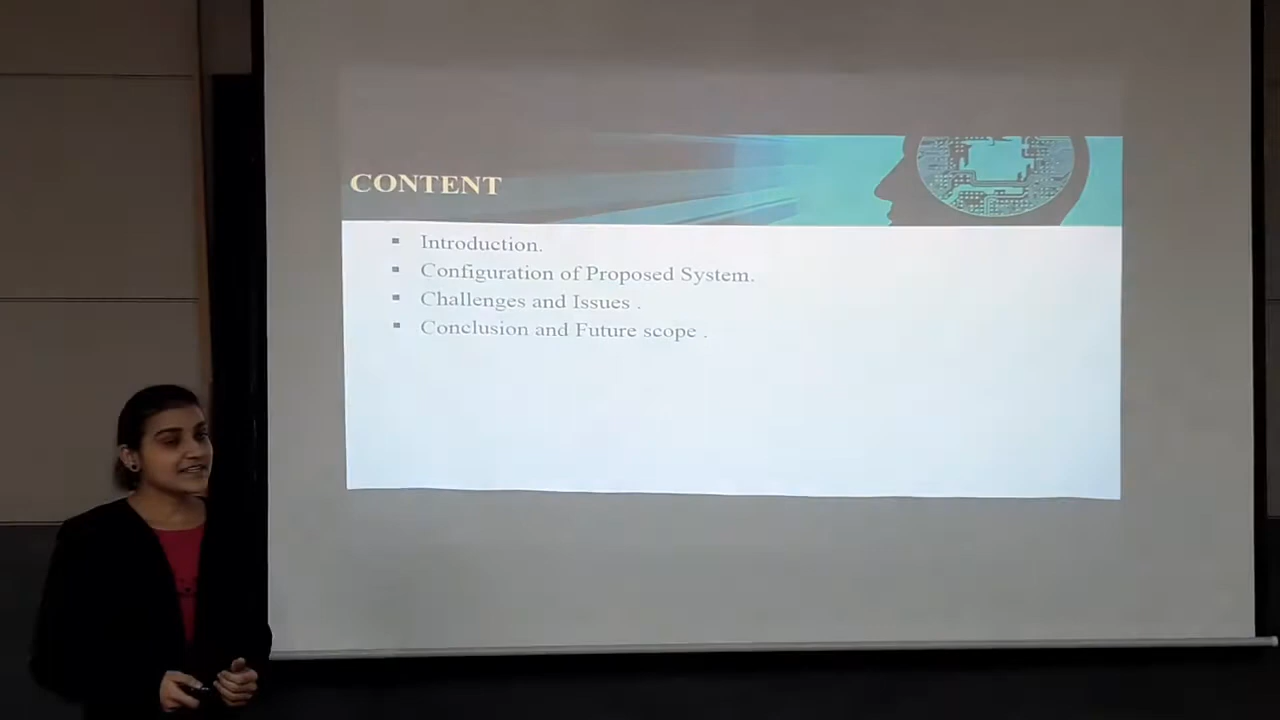 CONTENT
Introduction.
Configuration of Proposed System.
Challenges and Issues .
Conclusion and Future scope .